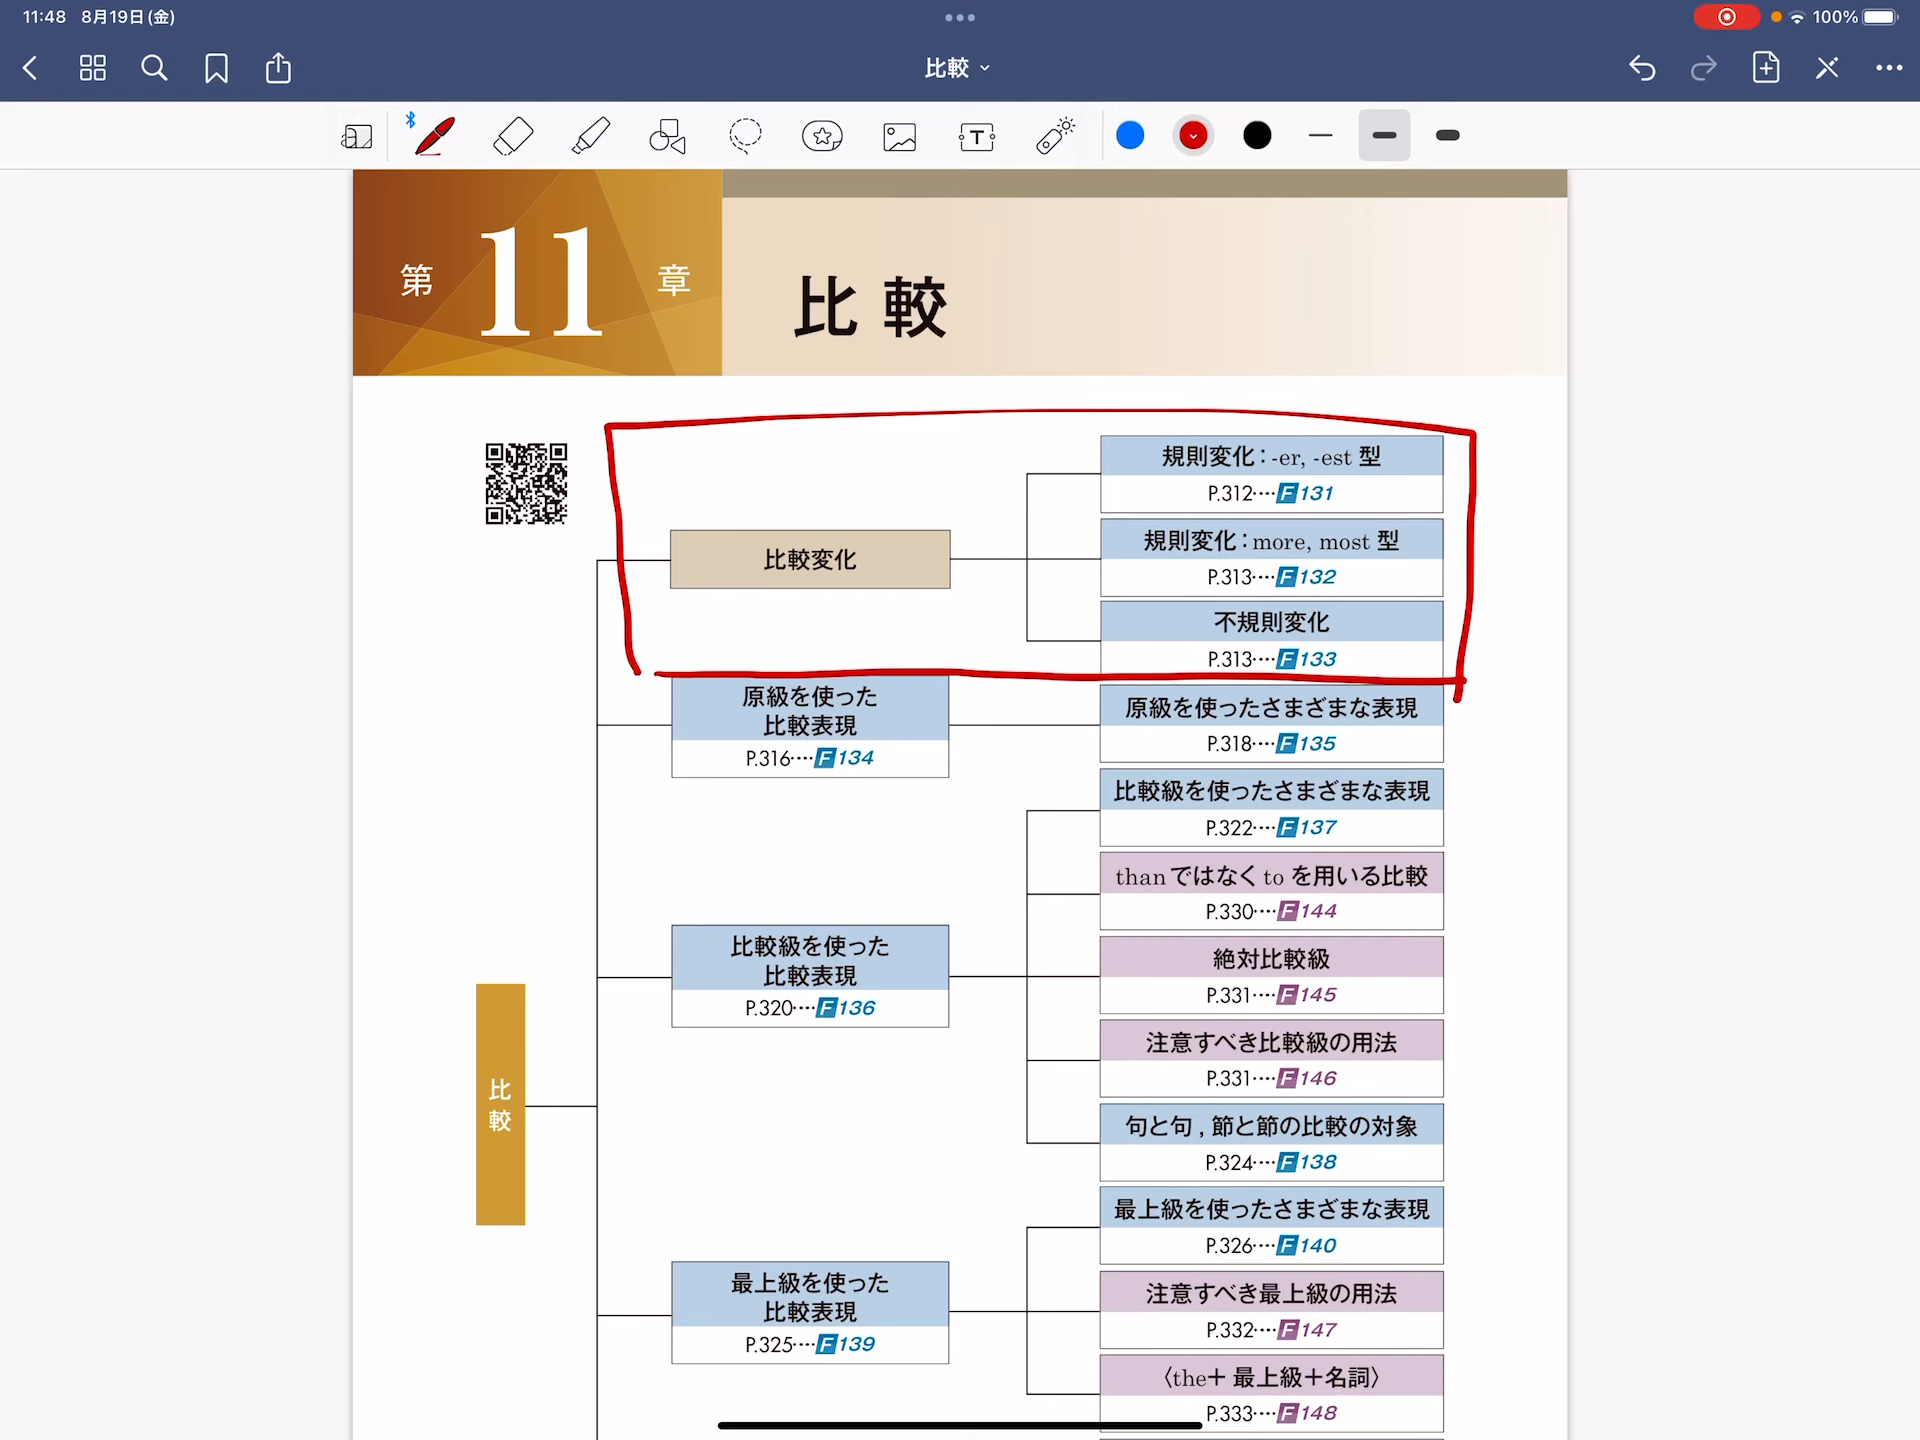 11:48 8月19日(金)
100%
比較
第 11 章
比較
規則変化：-er, -est 型
P.312････F131
規則変化：more, most 型
P.313････F132
比較変化
不規則変化
P.313････F133
原級を使った
比較表現
P.316････F134
原級を使ったさまざまな表現
P.318････F135
比較級を使ったさまざまな表現
P.322････F137
thanではなく to を用いる比較
P.330････F144
比較級を使った
比較表現
P.320････F136
絶対比較級
P.331････F145
注意すべき比較級の用法
P.331････F146
比較
句と句 , 節と節の比較の対象
P.324････F138
最上級を使ったさまざまな表現
P.326････F140
最上級を使った
比較表現
P.325････F139
注意すべき最上級の用法
P.332････F147
〈the＋ 最上級＋名詞〉
P.333････F148